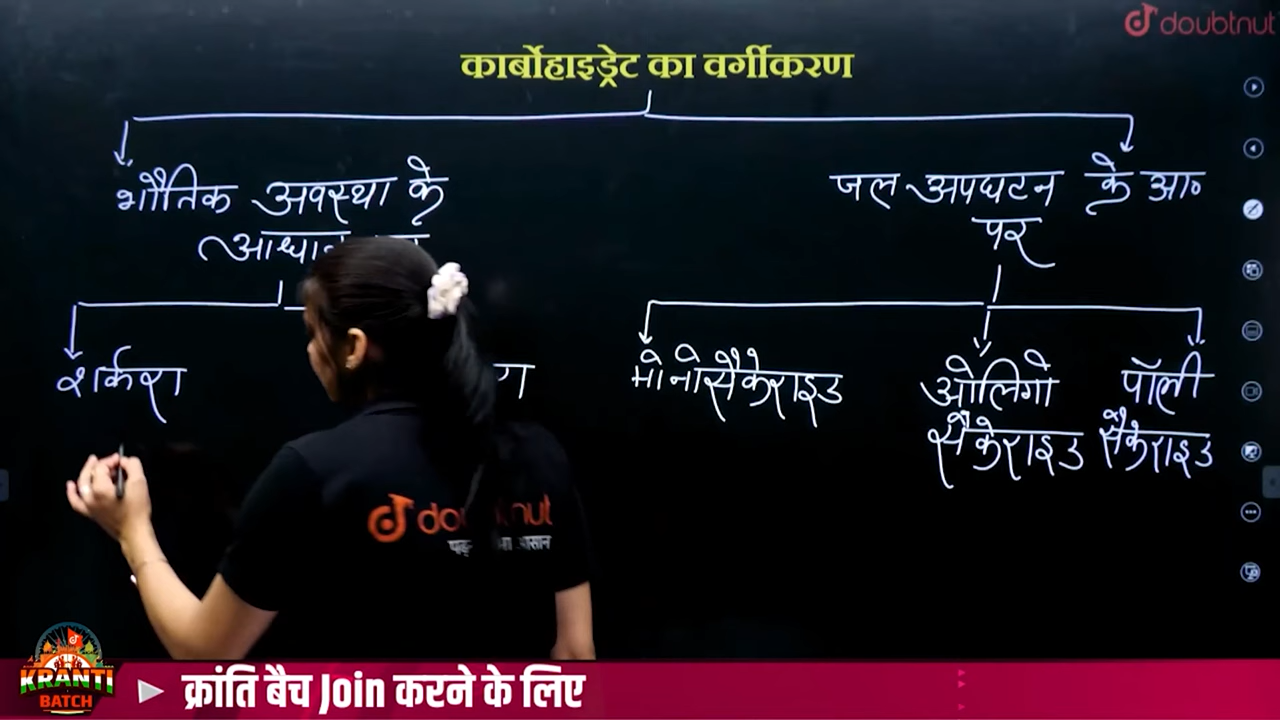 doubtnut
कार्बोहाइड्रेट का वर्गीकरण
भौतिक अवस्था के
जल अपघटन के आ०
पर
शर्करा
मोनोसैकेराइड
ओलिगो
सैकेराइड
पॉली
सैकेराइड
doubtnut
KRANTI
BATCH
क्रांति बैच Join करने के लिए